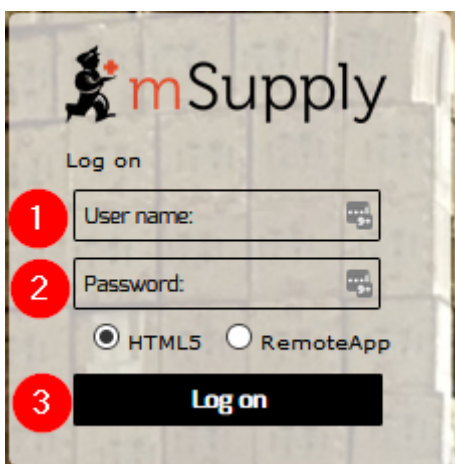 mSupply
Log on
1 User name:
2 Password:
HTML5 RemoteApp
3 Log on